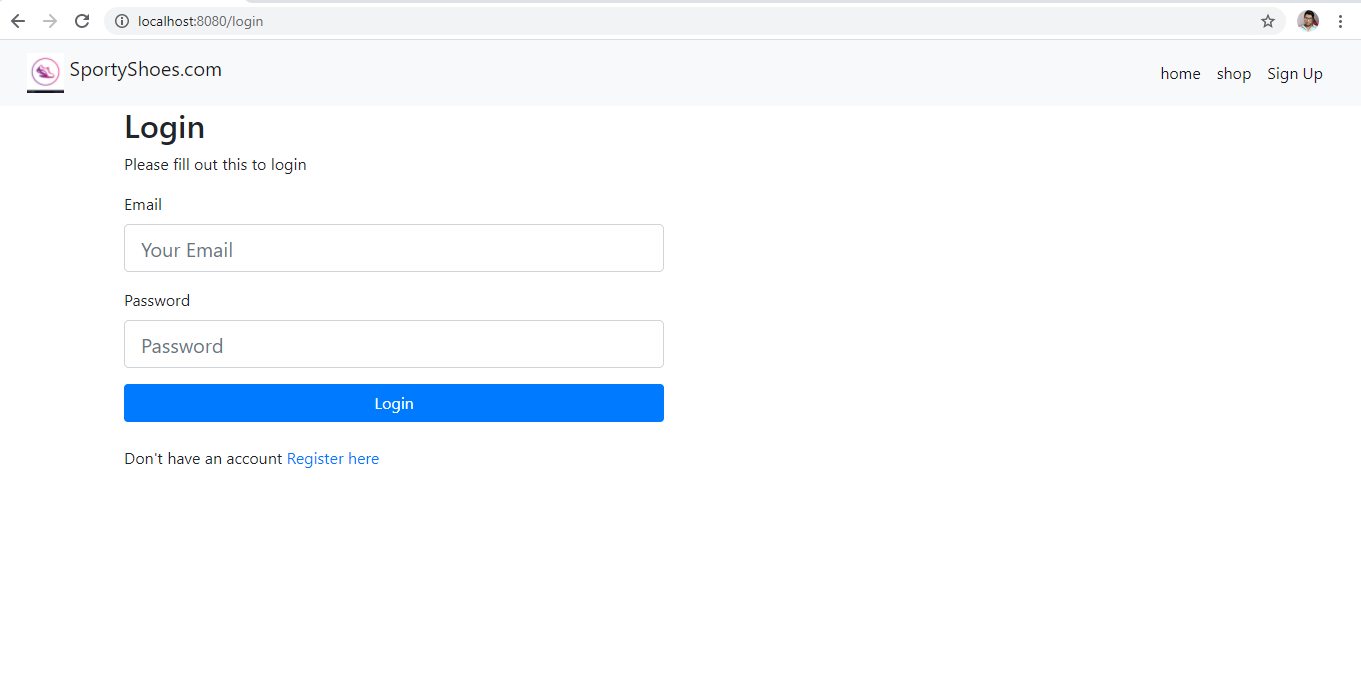 localhost:8080/login
SportyShoes.com
home shop Sign Up
Login
Please fill out this to login
Email
Your Email
Password
Password
Login
Don't have an account Register here